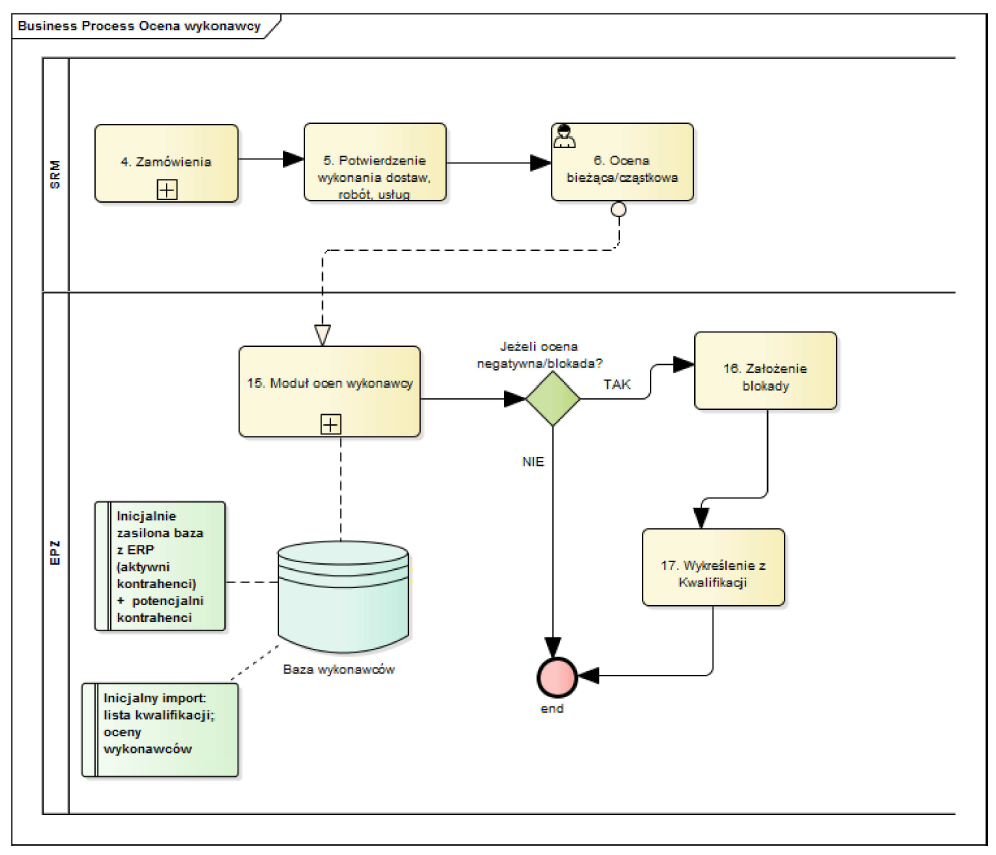 Business Process Ocena wykonawcy
SRM
4. Zamówienia
5. Potwierdzenie
wykonania dostaw,
robót, usług
6. Ocena
bieżąca/cząstkowa
EPZ
15. Moduł ocen wykonawcy
Jeżeli ocena
negatywna/blokada?
TAK
NIE
16. Założenie
blokady
17. Wykreślenie z
Kwalifikacji
end
Inicjalnie
zasilona baza
z ERP
(aktywni
kontrahenci)
+ potencjalni
kontrahenci
Baza wykonawców
Inicjalny import:
lista kwalifikacji;
oceny
wykonawców